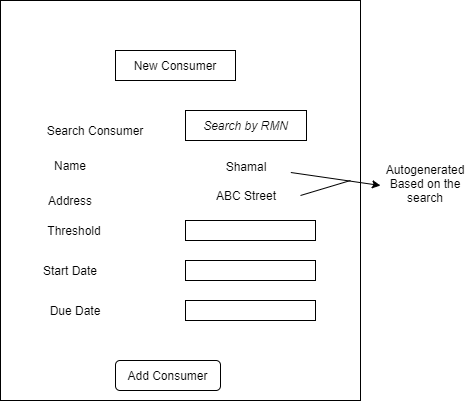 New Consumer
Search Consumer
Search by RMN
Name
Shamal
Address
ABC Street
Autogenerated
Based on the
search
Threshold
Start Date
Due Date
Add Consumer